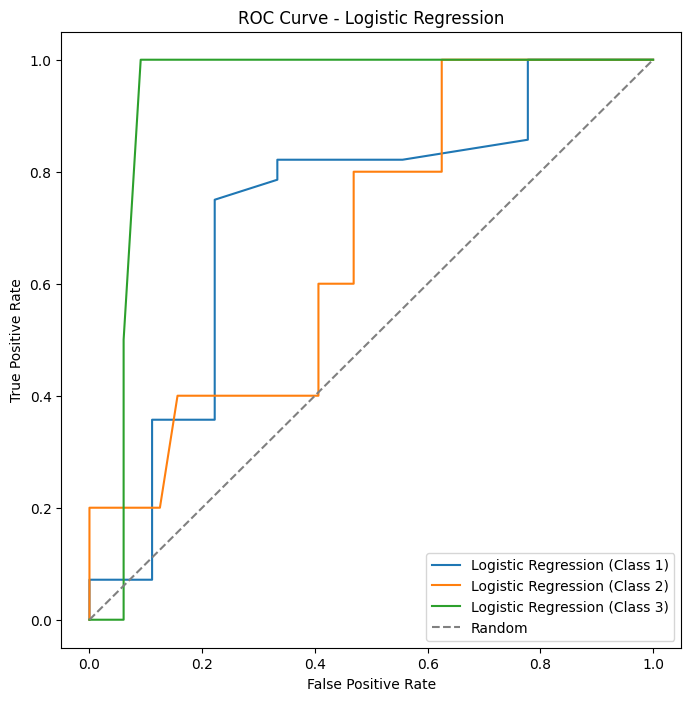 ROC Curve - Logistic Regression
True Positive Rate
1.0
0.8
0.6
0.4
0.2
0.0
Logistic Regression (Class 1)
Logistic Regression (Class 2)
Logistic Regression (Class 3)
Random
0.0 0.2 0.4 0.6 0.8 1.0
False Positive Rate